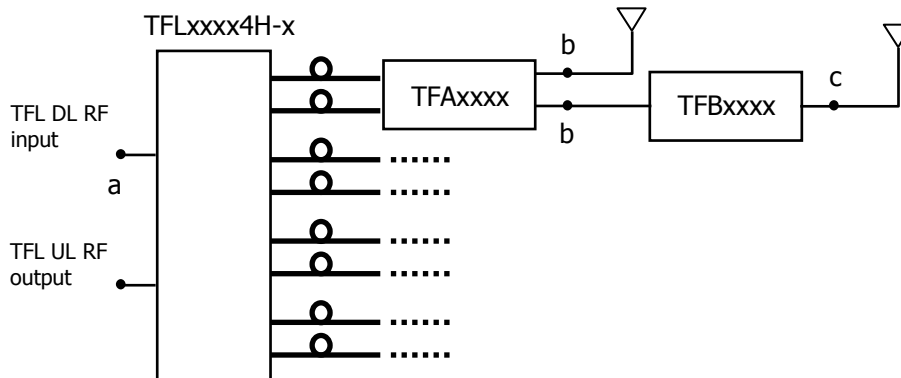 TFLxxxx4H-x
b
TFAxxxx
TFBxxxx
c
b
TFL DL RF
input
a
TFL UL RF
output